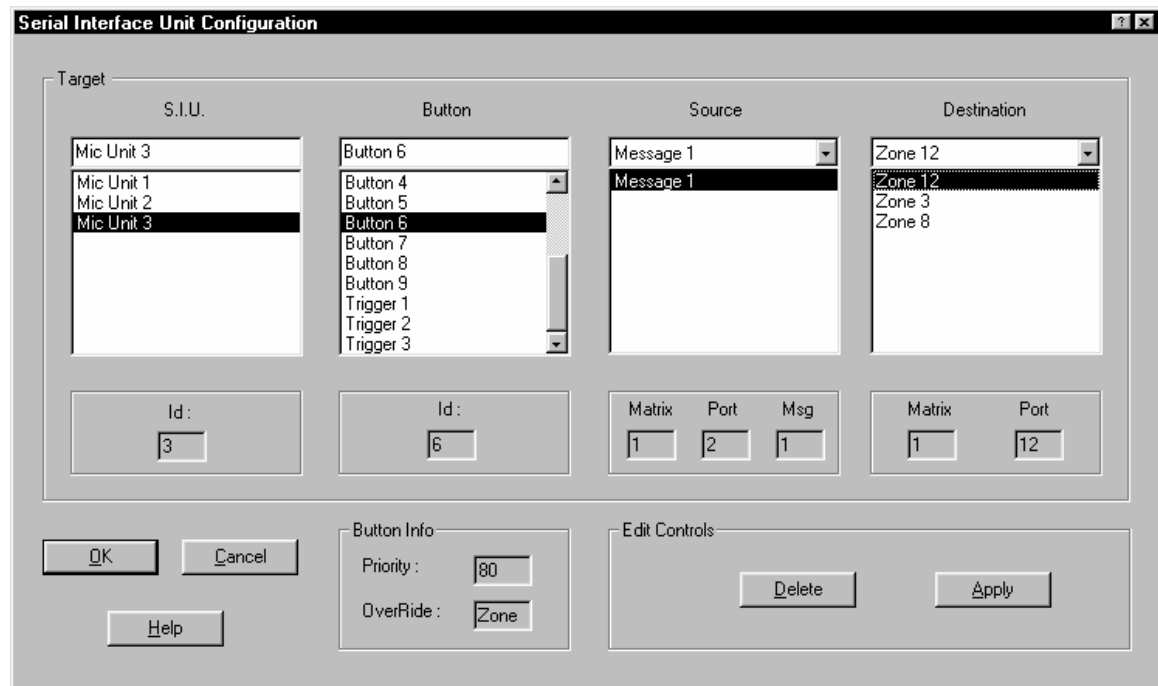 Serial Interface Unit Configuration
Target
S.I.U.
Button
Source
Destination
Mic Unit 3
Button 6
Message 1
Zone 12
Mic Unit 1
Mic Unit 2
Mic Unit 3
Button 4
Button 5
Button 6
Button 7
Button 8
Button 9
Trigger 1
Trigger 2
Trigger 3
Message 1
Zone 12
Zone 3
Zone 8
Id :
3
Id :
6
Matrix Port Msg
1 2 1
Matrix Port
1 12
OK
Cancel
Help
Button Info
Priority : 80
OverRide : Zone
Edit Controls
Delete
Apply